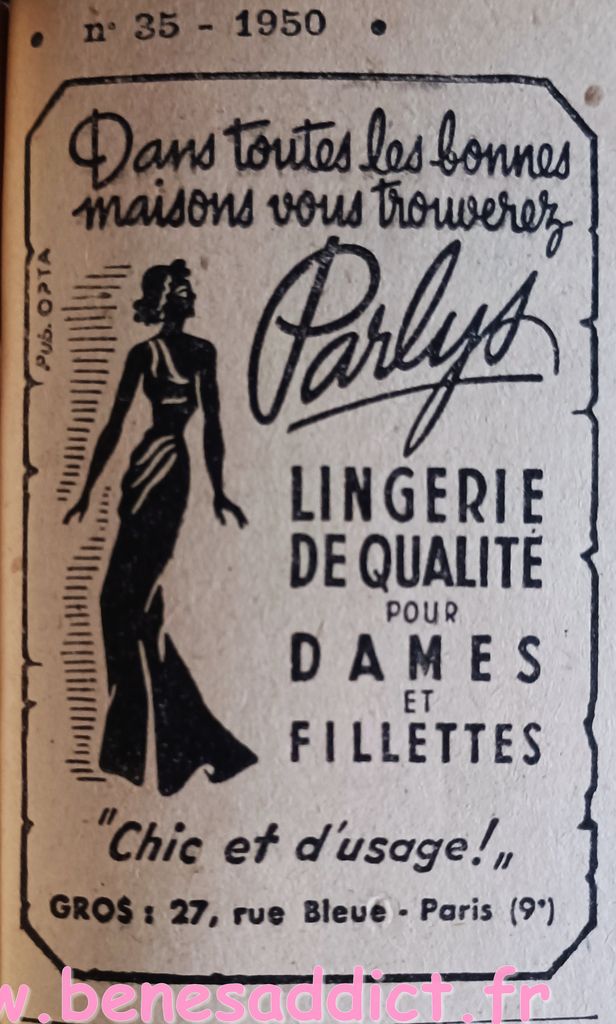 • n° 35 - 1950 •
Dans toutes les bonnes
maisons vous trouverez
Pub. OPTA
Parlys
LINGERIE
DE QUALITÉ
POUR
DAMES
ET
FILLETTES
"Chic et d'usage!„
GROS : 27, rue Bleue - Paris (9e)
w.benesaddict.fr